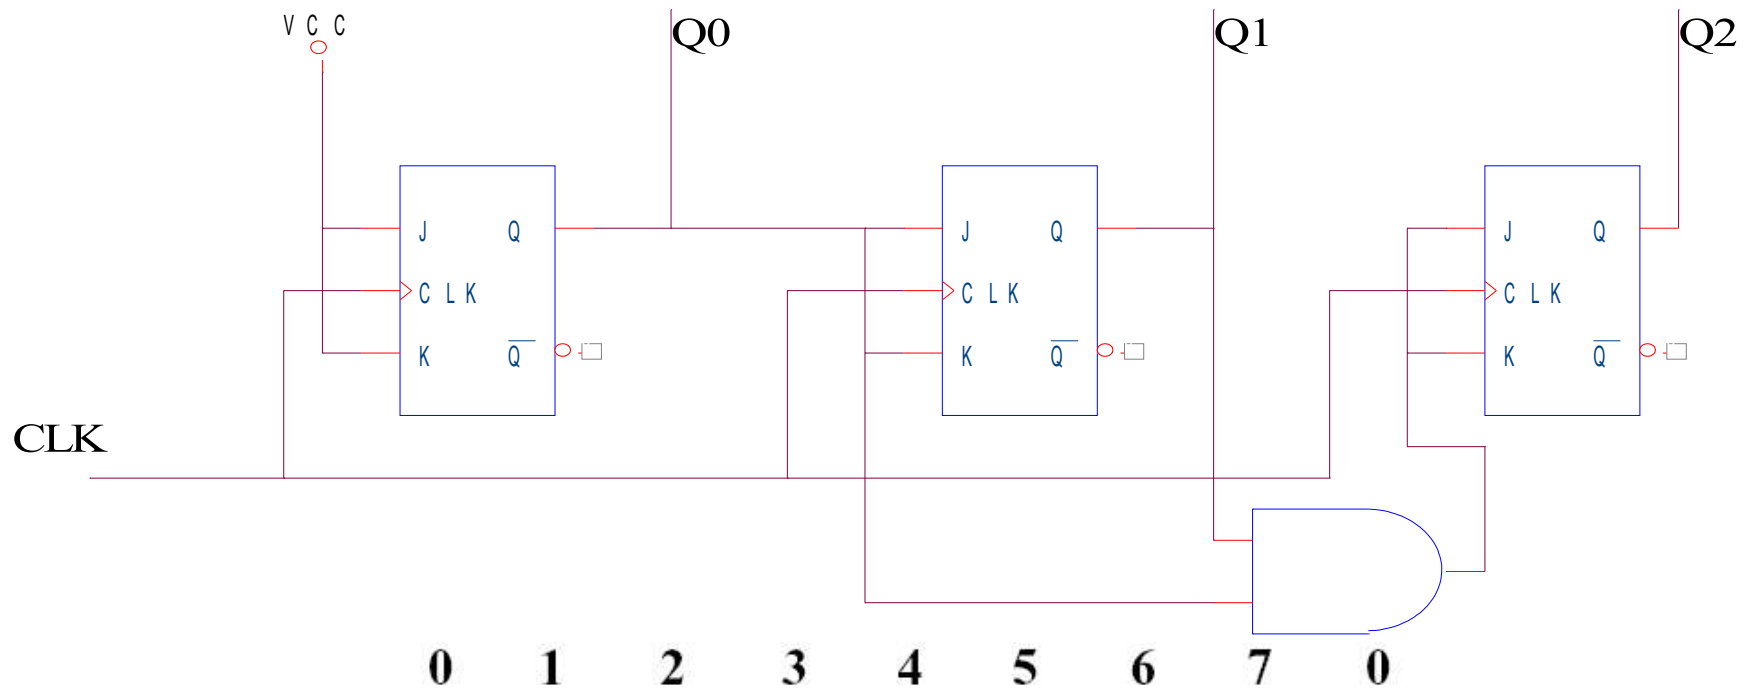 VCC Q0 Q1 Q2
J Q J Q J Q
CLK CLK CLK
K Q̅ K Q̅ K Q̅
CLK
0 1 2 3 4 5 6 7 0